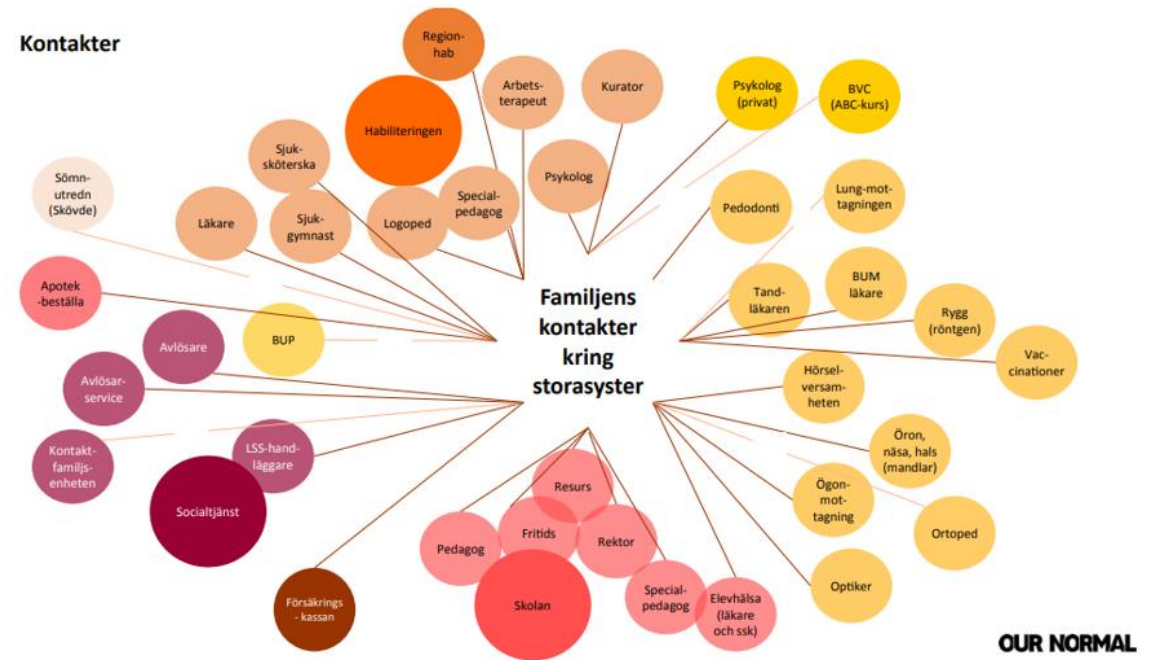 Kontakter
Region-
hab
Habiliteringen
Arbets-
terapeut
Kurator
Psykolog
(privat)
BVC
(ABC-kurs)
Sjuk-
sköterska
Psykolog
Sömn-
utredn
(Skövde)
Läkare
Sjuk-
gymnast
Logoped
Special-
pedagog
Pedodonti
Lung-mot-
tagningen
Apotek
-beställa
Avlösare
BUP
Familjens
kontakter
kring
storasyster
Tand-
läkaren
BUM
läkare
Rygg
(röntgen)
Vac-
cinationer
Avlösar-
service
Hörsel-
versam-
heten
Kontakt-
familjs-
enheten
LSS-hand-
läggare
Socialtjänst
Öron,
näsa, hals
(mandlar)
Ögon-
mot-
tagning
Ortoped
Resurs
Fritids
Pedagog
Rektor
Skolan
Special-
pedagog
Elevhälsa
(läkare
och ssk)
Optiker
Försäkrings
- kassan
OUR NORMAL